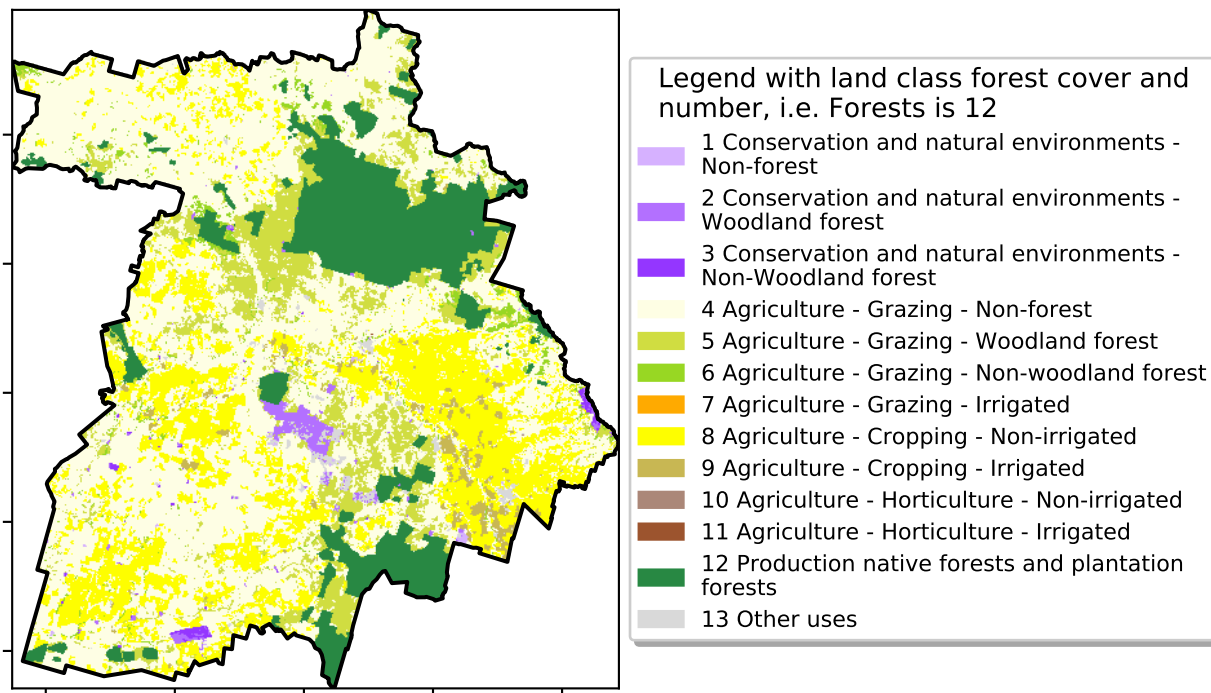 Legend with land class forest cover and
number, i.e. Forests is 12
1 Conservation and natural environments -
Non-forest
2 Conservation and natural environments -
Woodland forest
3 Conservation and natural environments -
Non-Woodland forest
4 Agriculture - Grazing - Non-forest
5 Agriculture - Grazing - Woodland forest
6 Agriculture - Grazing - Non-woodland forest
7 Agriculture - Grazing - Irrigated
8 Agriculture - Cropping - Non-irrigated
9 Agriculture - Cropping - Irrigated
10 Agriculture - Horticulture - Non-irrigated
11 Agriculture - Horticulture - Irrigated
12 Production native forests and plantation
forests
13 Other uses